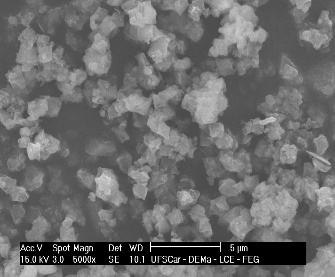 Acc.V Spot Magn Det WD 5 µm
15.0 kV 3.0 5000x SE 10.1 UFSCar - DEMa - LCE - FEG